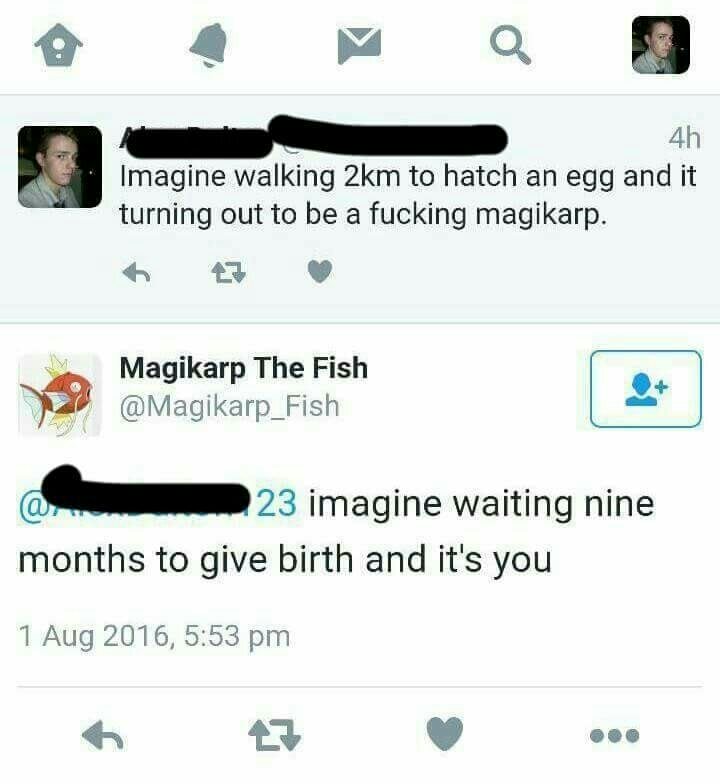 4h
Imagine walking 2km to hatch an egg and it
turning out to be a fucking magikarp.
Magikarp The Fish
@Magikarp_Fish
@ 23 imagine waiting nine
months to give birth and it's you
1 Aug 2016, 5:53 pm